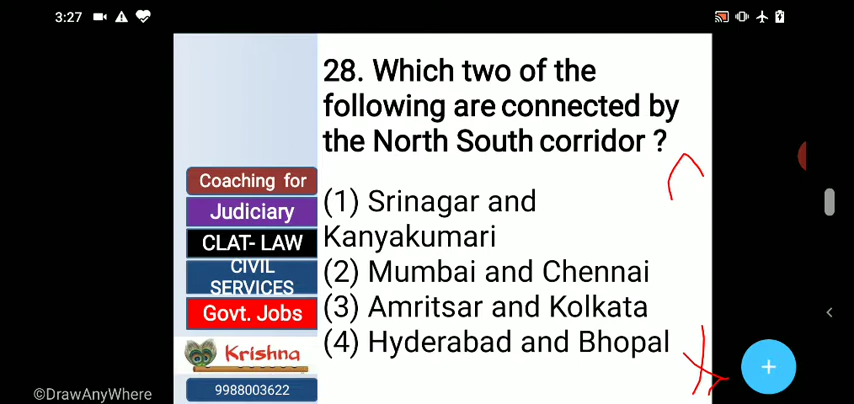 3:27
28. Which two of the
following are connected by
the North South corridor ?
(1) Srinagar and
Kanyakumari
(2) Mumbai and Chennai
(3) Amritsar and Kolkata
(4) Hyderabad and Bhopal
Coaching for
Judiciary
CLAT- LAW
CIVIL
SERVICES
Govt. Jobs
Krishna
9988003622
©DrawAnyWhere